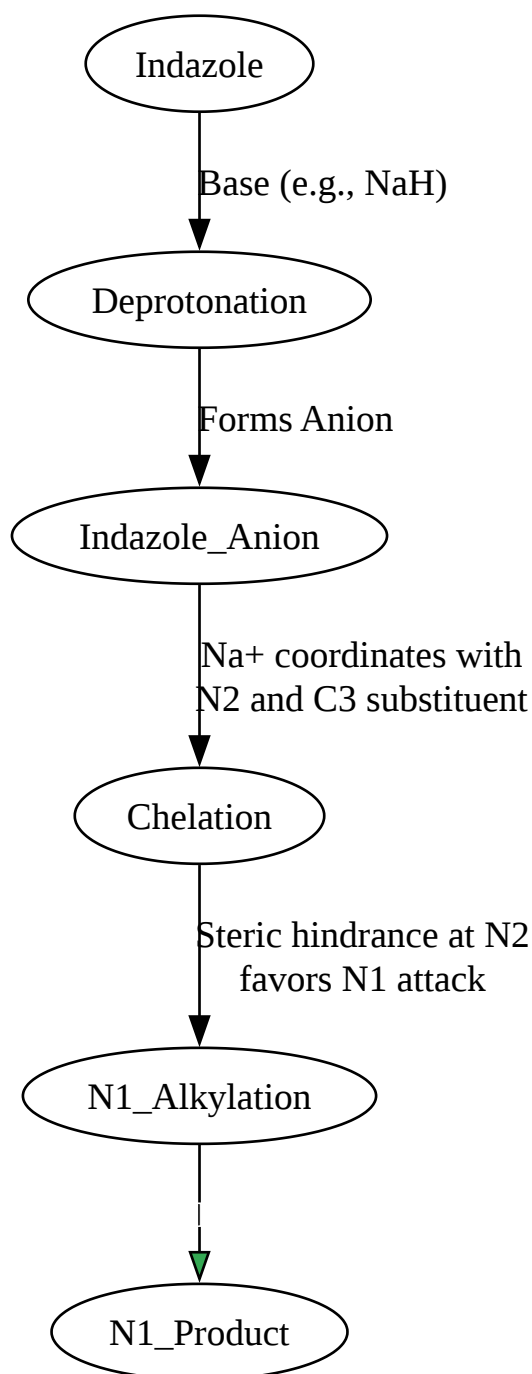 Indazole
Base (e.g., NaH)
Deprotonation
Forms Anion
Indazole_Anion
Na+ coordinates with
N2 and C3 substituent
Chelation
Steric hindrance at N2
favors N1 attack
N1_Alkylation
N1_Product